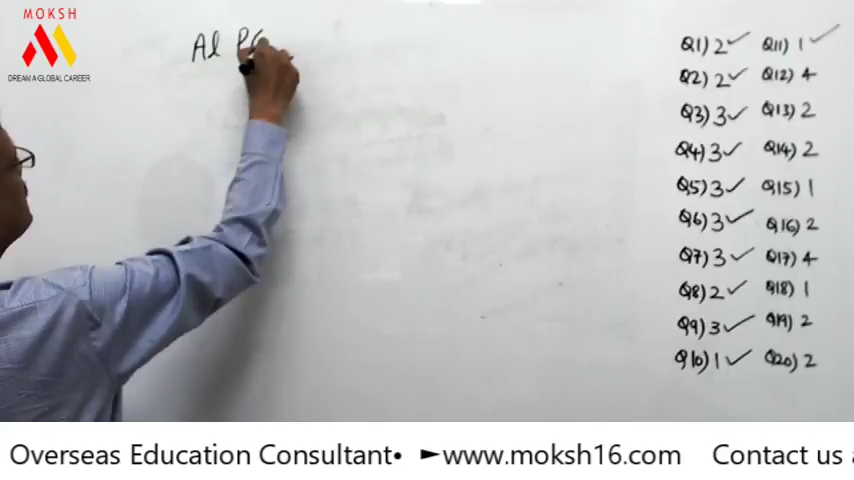 MOKSH
DREAM A GLOBAL CAREER
Al PO
Q1) 2 ✓
Q2) 2 ✓
Q3) 3 ✓
Q4) 3 ✓
Q5) 3 ✓
Q6) 3 ✓
Q7) 3 ✓
Q8) 2 ✓
Q9) 3 ✓
Q10) 1 ✓
Q11) 1 ✓
Q12) 4
Q13) 2
Q14) 2
Q15) 1
Q16) 2
Q17) 4
Q18) 1
Q19) 2
Q20) 2
Overseas Education Consultant• ►www.moksh16.com Contact us